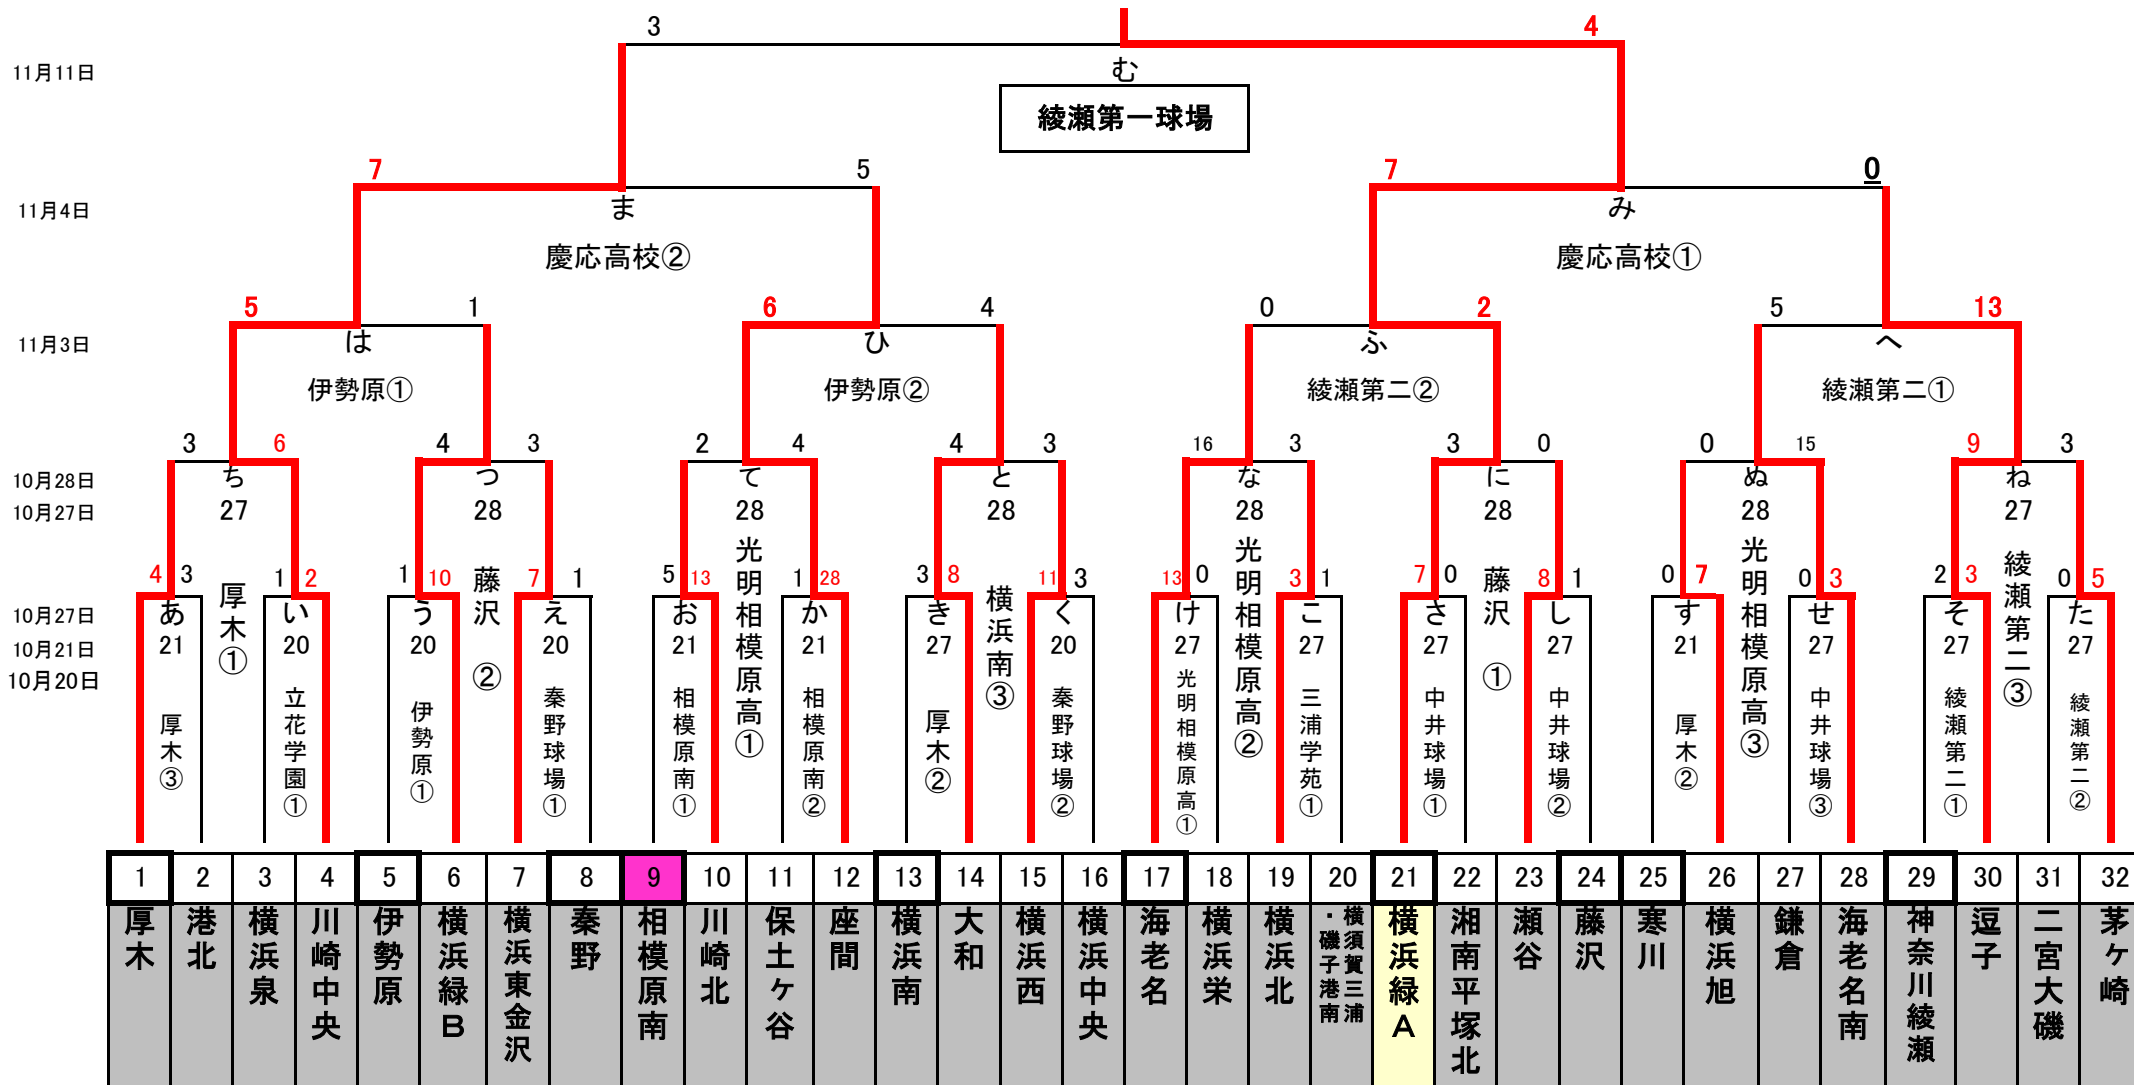 3 4
11月11日
む
綾瀬第一球場
7 5 7 0
11月4日
ま み
慶応高校② 慶応高校①
5 1 6 4 0 2 5 13
11月3日
は ひ ふ へ
伊勢原① 伊勢原② 綾瀬第二② 綾瀬第二①
3 6 4 3 2 4 4 3 16 3 3 0 0 15 9 3
10月28日
ち つ て と な に ぬ ね
10月27日
27 28 28 28 28 28 28 27
厚木①
藤沢②
光明相模原高①
横浜南③
光明相模原高②
藤沢①
光明相模原高③
綾瀬第二③
4 3 1 2 1 10 7 1 5 13 1 28 3 8 11 3 13 0 3 1 7 0 8 1 0 7 0 3 2 3 0 5
10月27日
あ い う え お か き く け こ さ し す せ そ た
10月21日
21 20 20 20 21 21 27 20 27 27 27 27 21 27 27 27
10月20日
厚木③
立花学園①
伊勢原①
秦野球場①
相模原南①
相模原南②
厚木②
秦野球場②
光明相模原高①
三浦学苑①
中井球場①
中井球場②
厚木②
中井球場③
綾瀬第二①
綾瀬第二②
1 2 3 4 5 6 7 8 9 10 11 12 13 14 15 16 17 18 19 20 21 22 23 24 25 26 27 28 29 30 31 32
厚木
港北
横浜泉
川崎中央
伊勢原
横浜緑B
横浜東金沢
秦野
相模原南
川崎北
保土ヶ谷
座間
横浜南
大和
横浜西
横浜中央
海老名
横浜栄
横浜北
横須賀三浦
・磯子港南
横浜緑A
湘南平塚北
瀬谷
藤沢
寒川
横浜旭
鎌倉
海老名南
神奈川綾瀬
逗子
二宮大磯
茅ヶ崎